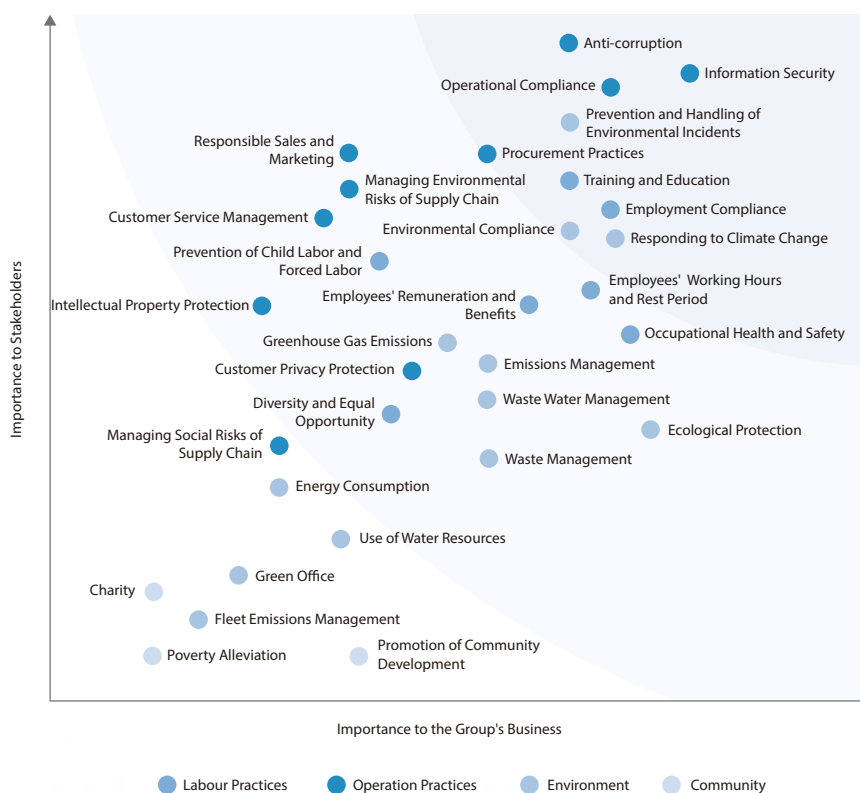 Anti-corruption
Information Security
Operational Compliance
Prevention and Handling of
Environmental Incidents
Responsible Sales and
Marketing
Procurement Practices
Managing Environmental
Risks of Supply Chain
Training and Education
Customer Service Management
Employment Compliance
Environmental Compliance
Responding to Climate Change
Prevention of Child Labor and
Forced Labor
Employees' Working Hours
and Rest Period
Intellectual Property Protection
Employees' Remuneration and
Benefits
Occupational Health and Safety
Greenhouse Gas Emissions
Emissions Management
Customer Privacy Protection
Waste Water Management
Diversity and Equal
Opportunity
Ecological Protection
Managing Social Risks of
Supply Chain
Waste Management
Energy Consumption
Use of Water Resources
Green Office
Charity
Fleet Emissions Management
Poverty Alleviation
Promotion of Community
Development
Importance to Stakeholders
Importance to the Group's Business
Labour Practices
Operation Practices
Environment
Community